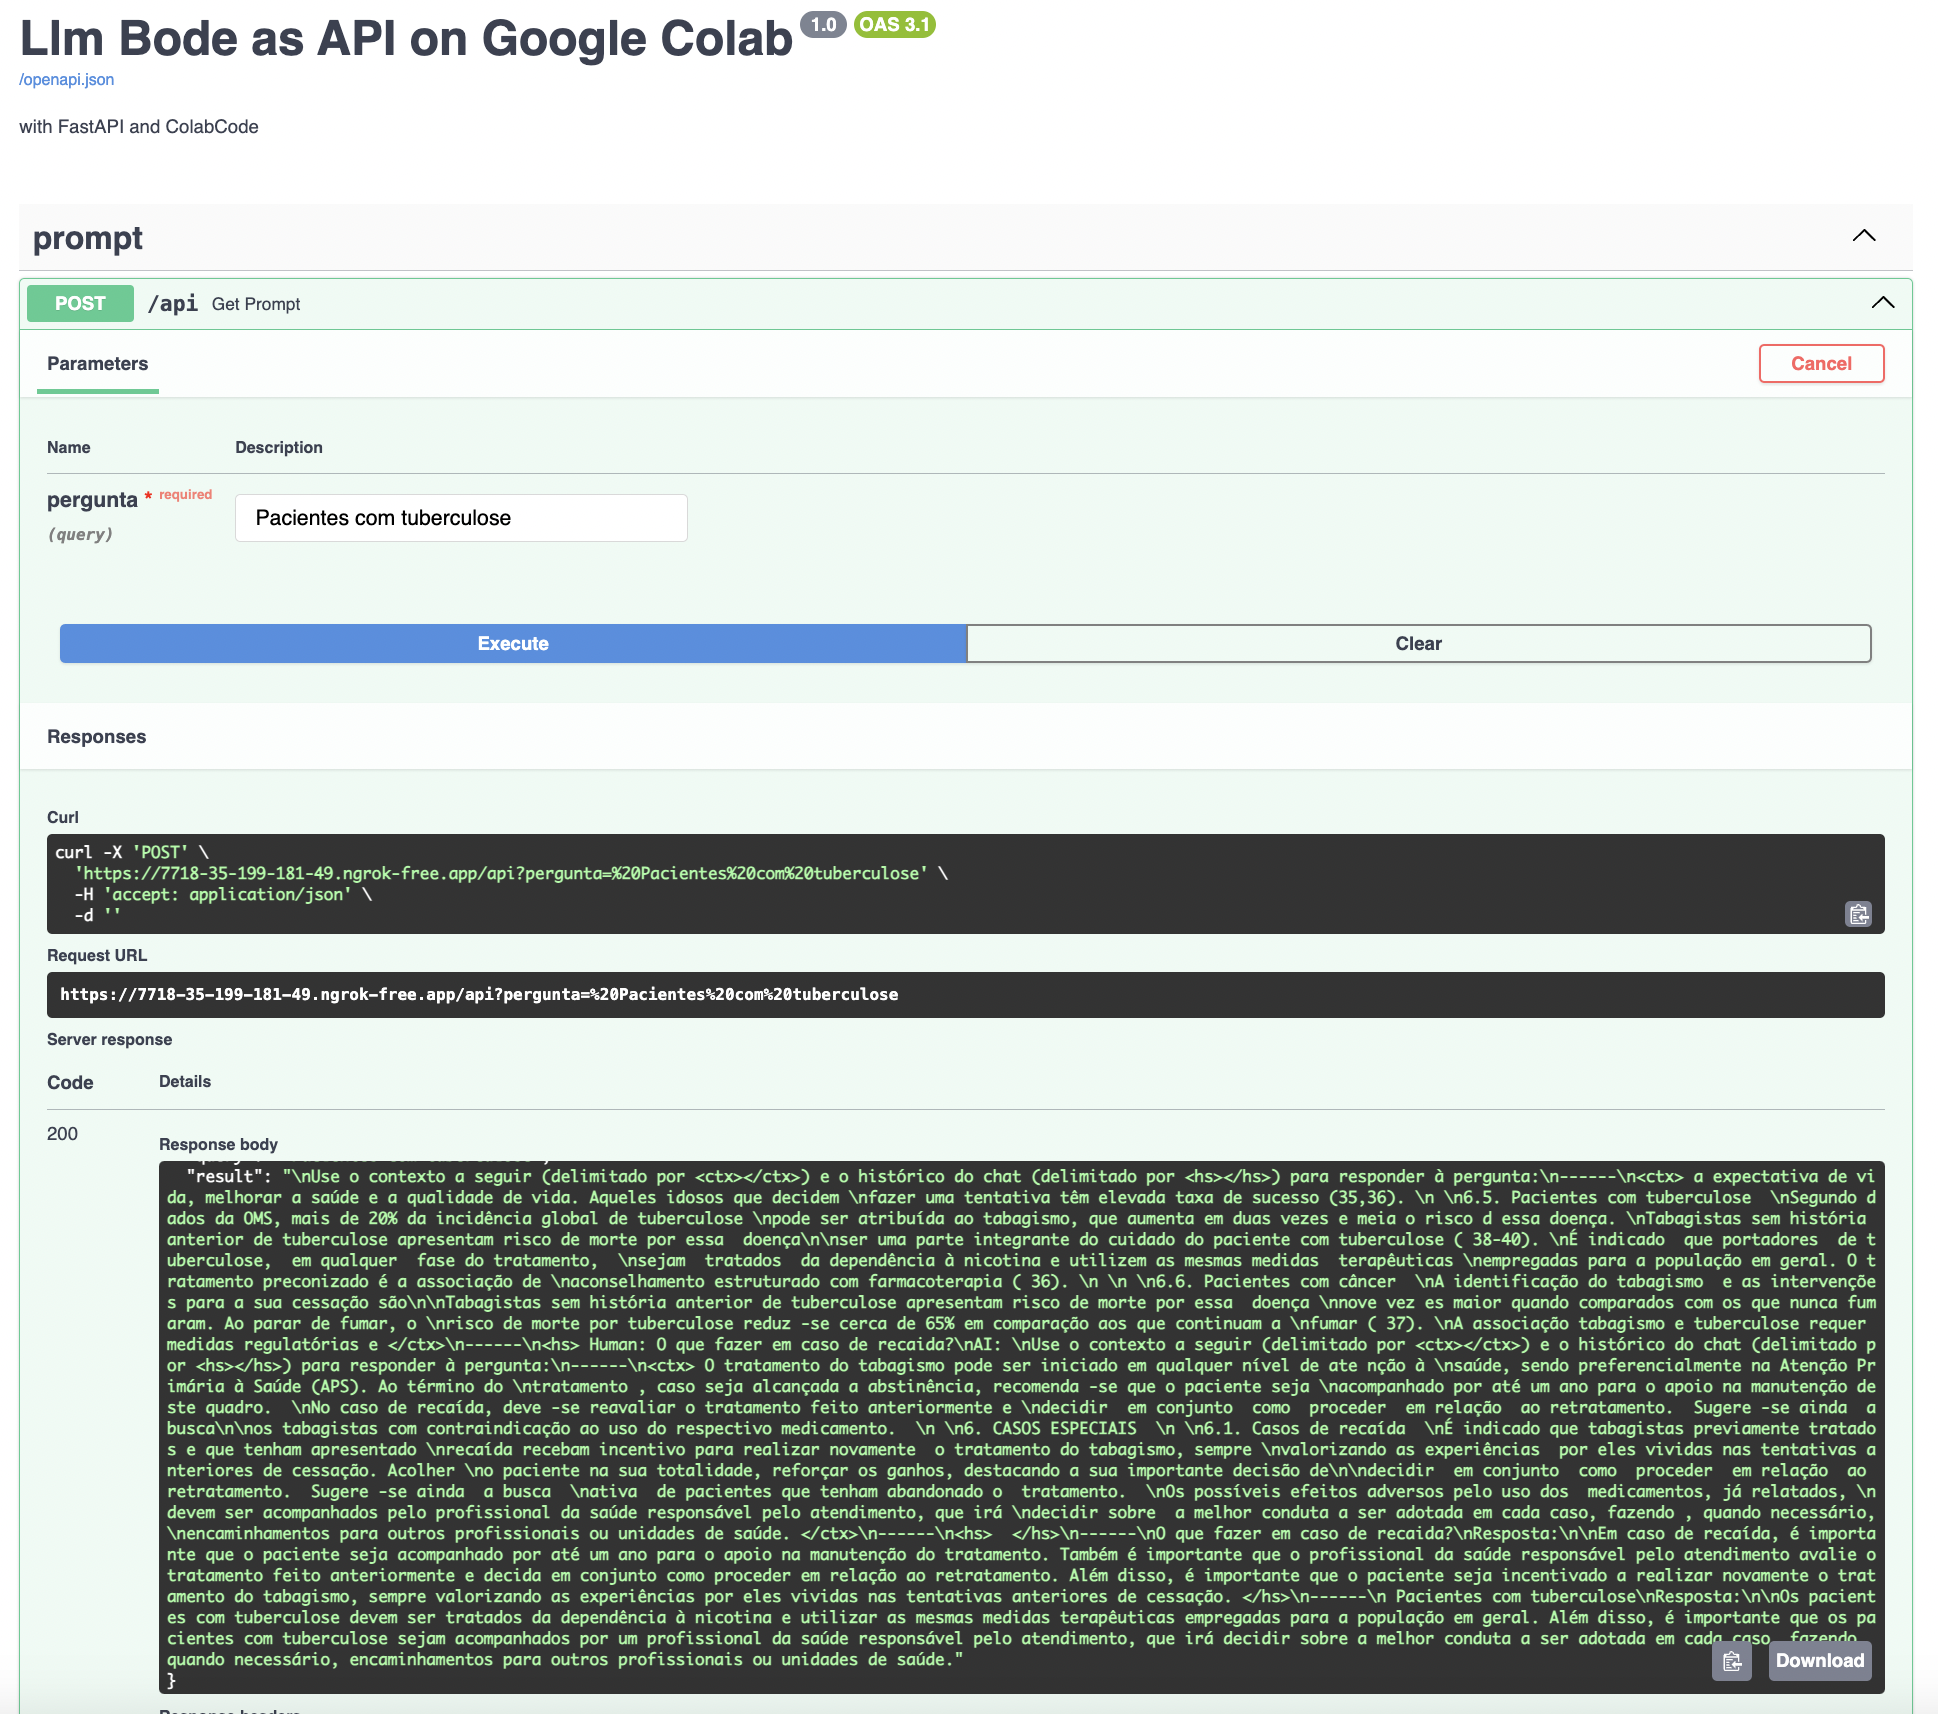 Llm Bode as API on Google Colab 1.0 OAS 3.1
/openapi.json
with FastAPI and ColabCode
prompt
POST /api Get Prompt
Parameters
Cancel
Name Description
pergunta * required
(query)
Pacientes com tuberculose
Execute
Clear
Responses
Curl
curl -X 'POST' \
'https://7718-35-199-181-49.ngrok-free.app/api?pergunta=%20Pacientes%20com%20tuberculose' \
-H 'accept: application/json' \
-d ''
Request URL
https://7718-35-199-181-49.ngrok-free.app/api?pergunta=%20Pacientes%20com%20tuberculose
Server response
Code Details
200
Response body
"result": "\nUse o contexto a seguir (delimitado por <ctx></ctx>) e o histórico do chat (delimitado por <hs></hs>) para responder à pergunta:\n------\n<ctx> a expectativa de vi
da, melhorar a saúde e a qualidade de vida. Aqueles idosos que decidem \nfazer uma tentativa têm elevada taxa de sucesso (35,36). \n \n6.5. Pacientes com tuberculose  \nSegundo d
ados da OMS, mais de 20% da incidência global de tuberculose \npode ser atribuída ao tabagismo, que aumenta em duas vezes e meia o risco d essa doença. \nTabagistas sem história
anterior de tuberculose apresentam risco de morte por essa  doença\n\nser uma parte integrante do cuidado do paciente com tuberculose ( 38-40). \nÉ indicado  que portadores  de t
uberculose,  em qualquer  fase do tratamento,  \nsejam  tratados  da dependência à nicotina e utilizem as mesmas medidas  terapêuticas \nempregadas para a população em geral. O t
ratamento preconizado é a associação de \naconselhamento estruturado com farmacoterapia ( 36). \n \n \n6.6. Pacientes com câncer  \nA identificação do tabagismo  e as intervençõe
s para a sua cessação são\n\nTabagistas sem história anterior de tuberculose apresentam risco de morte por essa  doença \nnove vez es maior quando comparados com os que nunca fum
aram. Ao parar de fumar, o \nrisco de morte por tuberculose reduz -se cerca de 65% em comparação aos que continuam a \nfumar ( 37). \nA associação tabagismo e tuberculose requer
medidas regulatórias e </ctx>\n------\n<hs> Human: O que fazer em caso de recaida?\nAI: \nUse o contexto a seguir (delimitado por <ctx></ctx>) e o histórico do chat (delimitado p
or <hs></hs>) para responder à pergunta:\n------\n<ctx> O tratamento do tabagismo pode ser iniciado em qualquer nível de ate nção à \nsaúde, sendo preferencialmente na Atenção Pr
imária à Saúde (APS). Ao término do \ntratamento , caso seja alcançada a abstinência, recomenda -se que o paciente seja \nacompanhado por até um ano para o apoio na manutenção de
ste quadro.  \nNo caso de recaída, deve -se reavaliar o tratamento feito anteriormente e \ndecidir  em conjunto  como  proceder  em relação  ao retratamento.  Sugere -se ainda  a
busca\n\nos tabagistas com contraindicação ao uso do respectivo medicamento.  \n \n6. CASOS ESPECIAIS  \n \n6.1. Casos de recaída  \nÉ indicado que tabagistas previamente tratado
s e que tenham apresentado \nrecaída recebam incentivo para realizar novamente  o tratamento do tabagismo, sempre \nvalorizando as experiências  por eles vividas nas tentativas a
nteriores de cessação. Acolher \no paciente na sua totalidade, reforçar os ganhos, destacando a sua importante decisão de\n\ndecidir  em conjunto  como  proceder  em relação  ao
retratamento.  Sugere -se ainda  a busca  \nativa  de pacientes que tenham abandonado o  tratamento.  \nOs possíveis efeitos adversos pelo uso dos  medicamentos, já relatados, \n
devem ser acompanhados pelo profissional da saúde responsável pelo atendimento, que irá \ndecidir sobre  a melhor conduta a ser adotada em cada caso, fazendo , quando necessário,
\nencaminhamentos para outros profissionais ou unidades de saúde. </ctx>\n------\n<hs>  </hs>\n------\nO que fazer em caso de recaida?\nResposta:\n\nEm caso de recaída, é importa
nte que o paciente seja acompanhado por até um ano para o apoio na manutenção do tratamento. Também é importante que o profissional da saúde responsável pelo atendimento avalie o
tratamento feito anteriormente e decida em conjunto como proceder em relação ao retratamento. Além disso, é importante que o paciente seja incentivado a realizar novamente o trat
amento do tabagismo, sempre valorizando as experiências por eles vividas nas tentativas anteriores de cessação. </hs>\n------\n Pacientes com tuberculose\nResposta:\n\nOs pacient
es com tuberculose devem ser tratados da dependência à nicotina e utilizar as mesmas medidas terapêuticas empregadas para a população em geral. Além disso, é importante que os pa
cientes com tuberculose sejam acompanhados por um profissional da saúde responsável pelo atendimento, que irá decidir sobre a melhor conduta a ser adotada em cada caso, fazendo,
quando necessário, encaminhamentos para outros profissionais ou unidades de saúde."
}
Download
Response headers